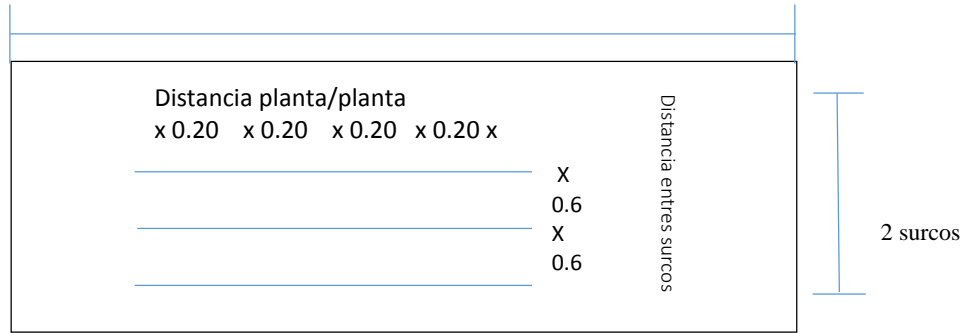 Distancia planta/planta
x 0.20 x 0.20 x 0.20 x 0.20 x
X
0.6
X
0.6
Distancia entres surcos
2 surcos